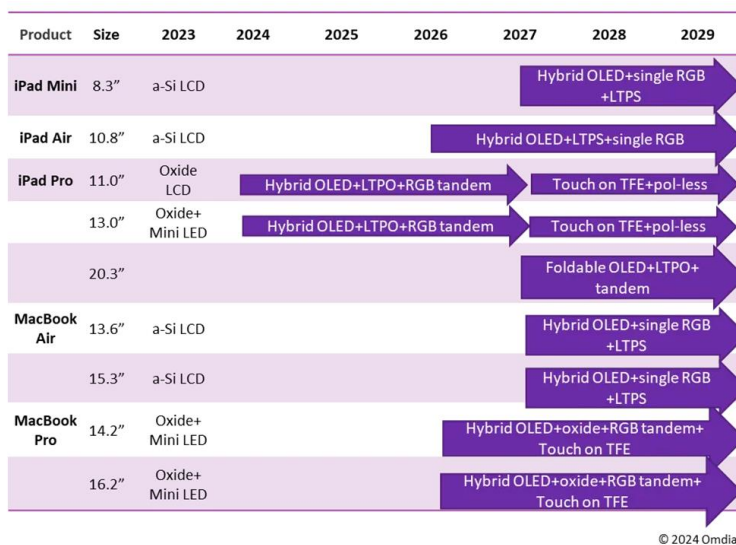 Product Size 2023 2024 2025 2026 2027 2028 2029
iPad Mini 8.3” a-Si LCD Hybrid OLED+single RGB
+LTPS
iPad Air 10.8” a-Si LCD Hybrid OLED+LTPS+single RGB
iPad Pro 11.0” Oxide
LCD Hybrid OLED+LTPO+RGB tandem Touch on TFE+pol-less
13.0” Oxide+
Mini LED Hybrid OLED+LTPO+RGB tandem Touch on TFE+pol-less
20.3” Foldable OLED+LTPO+
tandem
MacBook
Air 13.6” a-Si LCD Hybrid OLED+single RGB
+LTPS
15.3” a-Si LCD Hybrid OLED+single RGB
+LTPS
MacBook
Pro 14.2” Oxide+
Mini LED Hybrid OLED+oxide+RGB tandem+
Touch on TFE
16.2” Oxide+
Mini LED Hybrid OLED+oxide+RGB tandem+
Touch on TFE
© 2024 Omdia